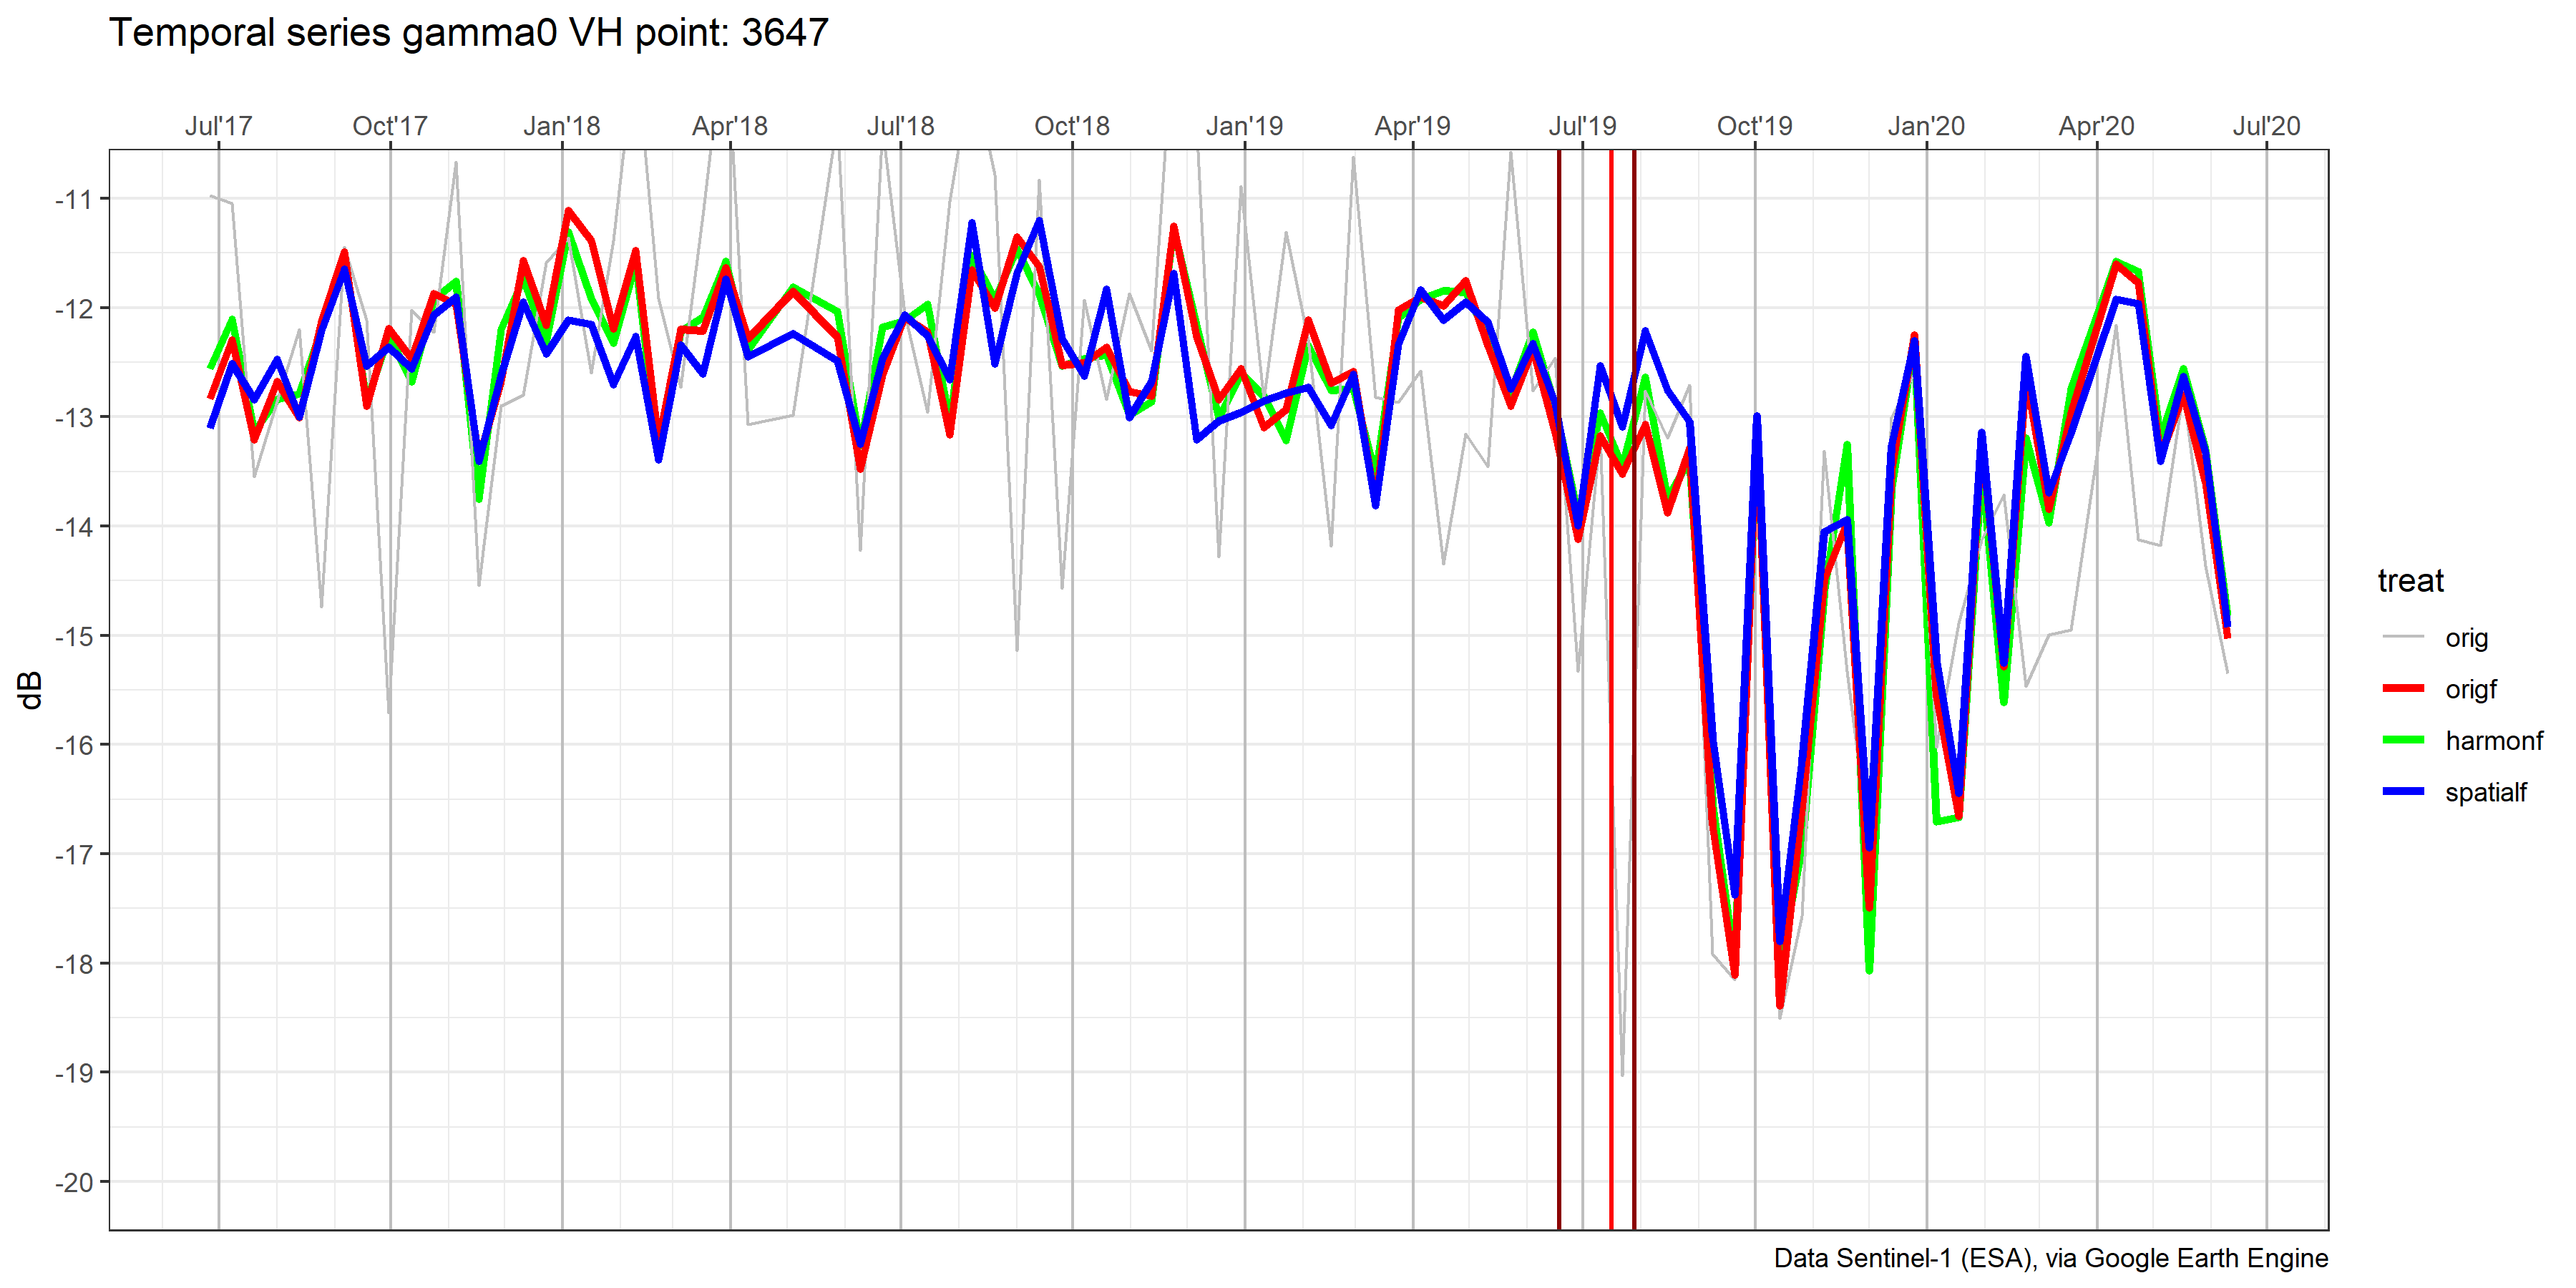 Temporal series gamma0 VH point: 3647
Jul'17 Oct'17 Jan'18 Apr'18 Jul'18 Oct'18 Jan'19 Apr'19 Jul'19 Oct'19 Jan'20 Apr'20 Jul'20
-11
-12
-13
-14
-15
-16
-17
-18
-19
-20
dB
treat
orig
origf
harmonf
spatialf
Data Sentinel-1 (ESA), via Google Earth Engine